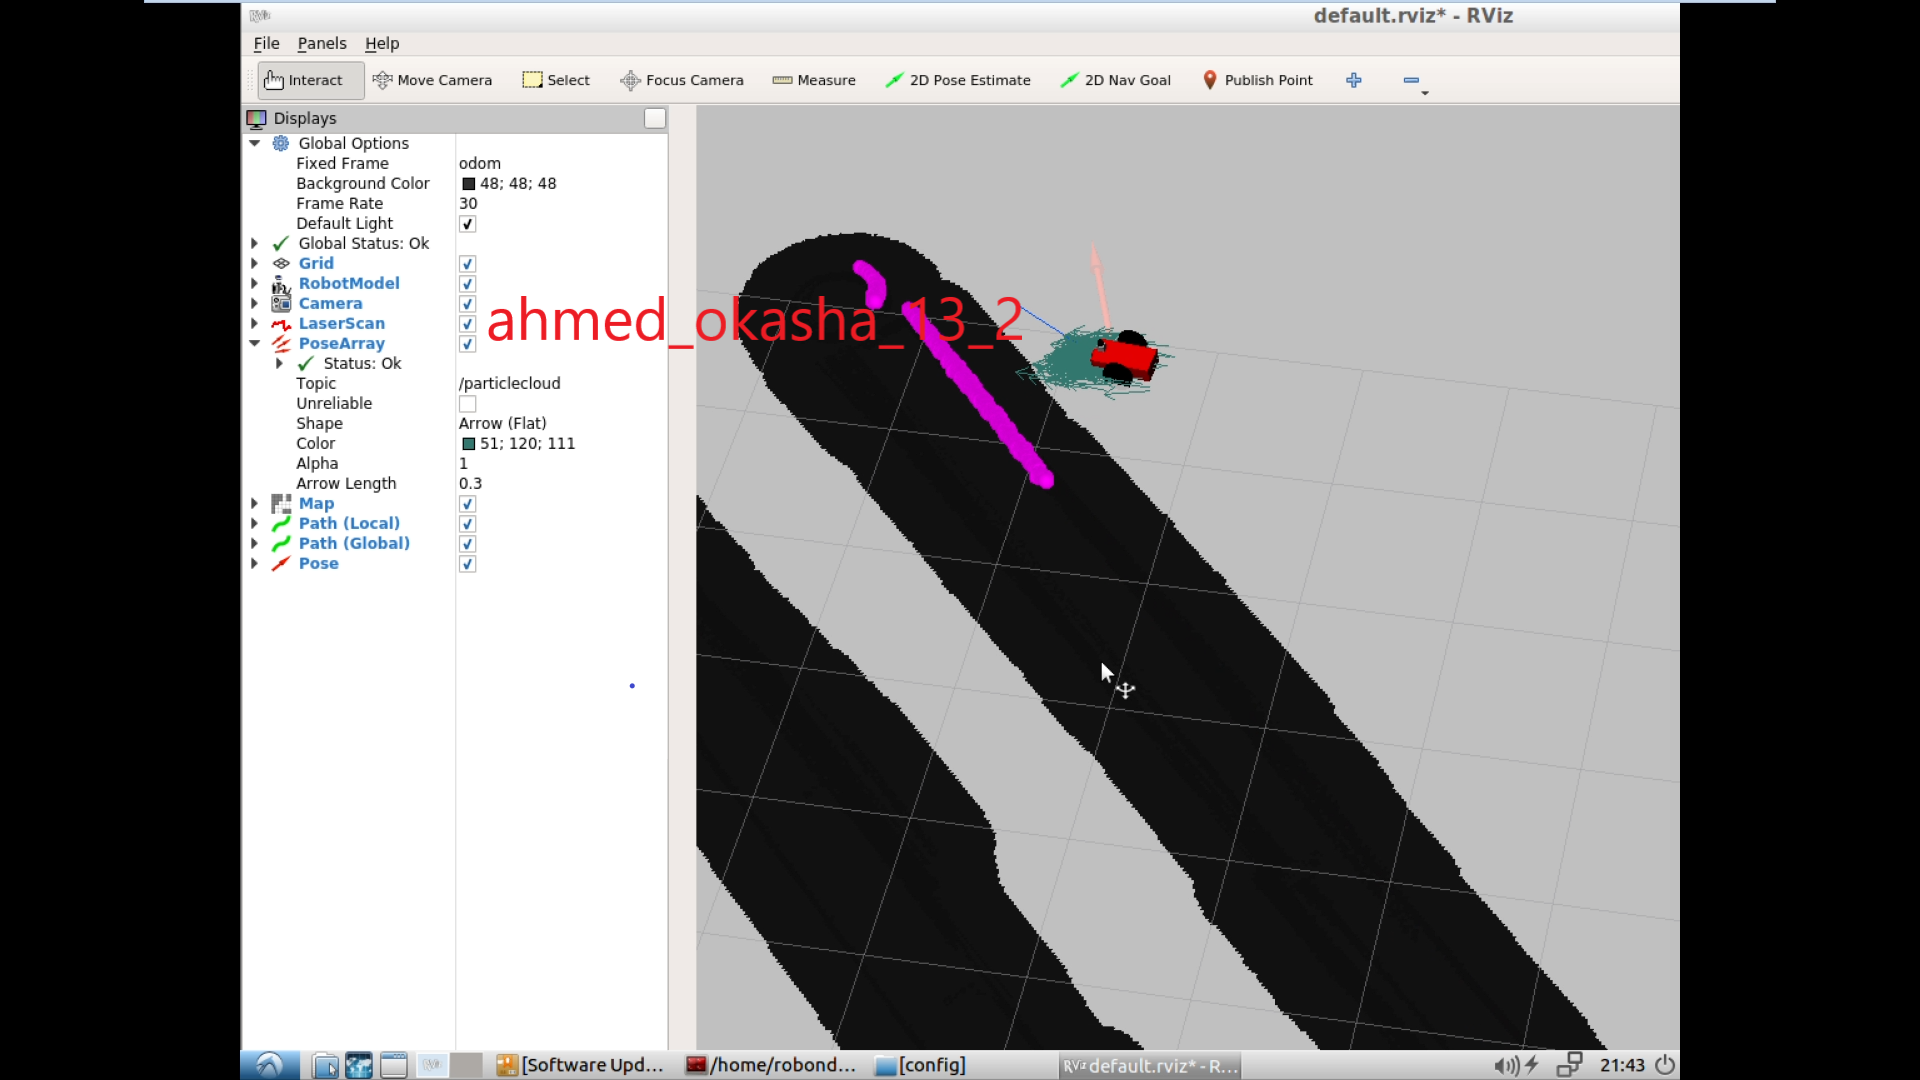 default.rviz* - RViz
File Panels Help
Interact Move Camera Select Focus Camera Measure 2D Pose Estimate 2D Nav Goal Publish Point
Displays
Global Options
Fixed Frame odom
Background Color 48; 48; 48
Frame Rate 30
Default Light
Global Status: Ok
Grid
RobotModel
Camera
LaserScan
ahmed_okasha_13_2
PoseArray
Status: Ok
Topic /particlecloud
Unreliable
Shape Arrow (Flat)
Color 51; 120; 111
Alpha 1
Arrow Length 0.3
Map
Path (Local)
Path (Global)
Pose
[Software Upd... /home/robond... [config] RViz default.rviz* - R... 21:43